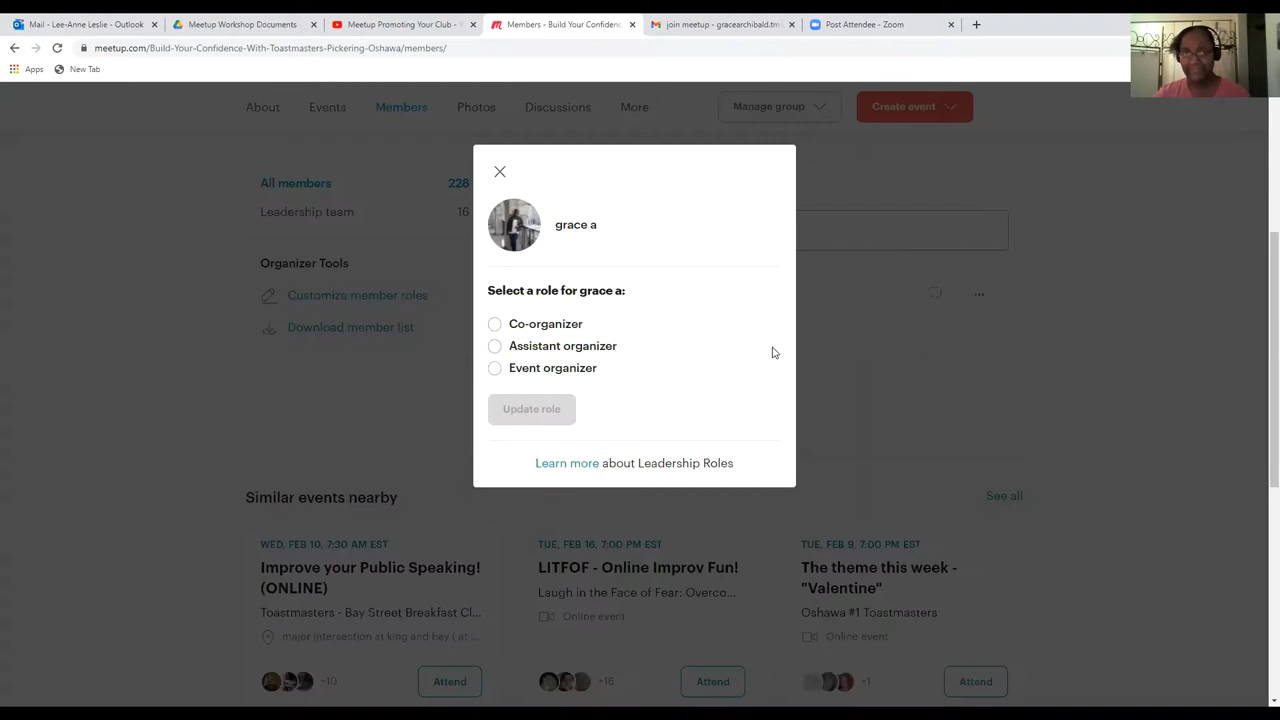 Mail - Lee-Anne Leslie - Outlook
Meetup Workshop Documents -
Meetup Promoting Your Club -
Members - Build Your Confidenc
join meetup - gracearchibald.tm
Post Attendee - Zoom
meetup.com/Build-Your-Confidence-With-Toastmasters-Pickering-Oshawa/members/
Apps
New Tab
About
Events
Members
Photos
Discussions
More
Manage group
Create event
All members 228
Leadership team 16
Organizer Tools
Customize member roles
Download member list
grace a
Select a role for grace a:
Co-organizer
Assistant organizer
Event organizer
Update role
Learn more about Leadership Roles
Similar events nearby
See all
WED, FEB 10, 7:30 AM EST
Improve your Public Speaking!
(ONLINE)
Toastmasters - Bay Street Breakfast Cl...
major intersection at king and bay ( at ...
+10
Attend
TUE, FEB 16, 7:00 PM EST
LITFOF - Online Improv Fun!
Laugh in the Face of Fear: Overco...
Online event
+16
Attend
TUE, FEB 9, 7:00 PM EST
The theme this week -
"Valentine"
Oshawa #1 Toastmasters
Online event
+1
Attend